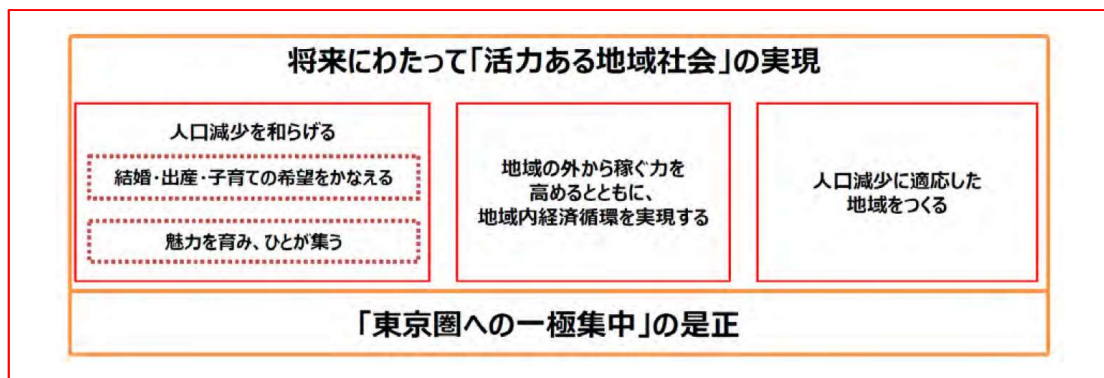 将来にわたって「活力ある地域社会」の実現
人口減少を和らげる
結婚・出産・子育ての希望をかなえる
魅力を育み、ひとが集う
地域の外から稼ぐ力を
高めるとともに、
地域内経済循環を実現する
人口減少に適応した
地域をつくる
「東京圏への一極集中」の是正